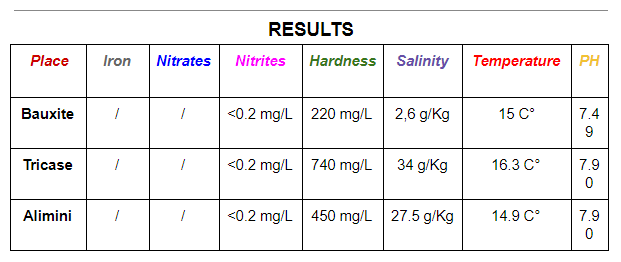 RESULTS
Place Iron Nitrates Nitrites Hardness Salinity Temperature PH
Bauxite / / <0.2 mg/L 220 mg/L 2,6 g/Kg 15 C° 7.49
Tricase / / <0.2 mg/L 740 mg/L 34 g/Kg 16.3 C° 7.90
Alimini / / <0.2 mg/L 450 mg/L 27.5 g/Kg 14.9 C° 7.90